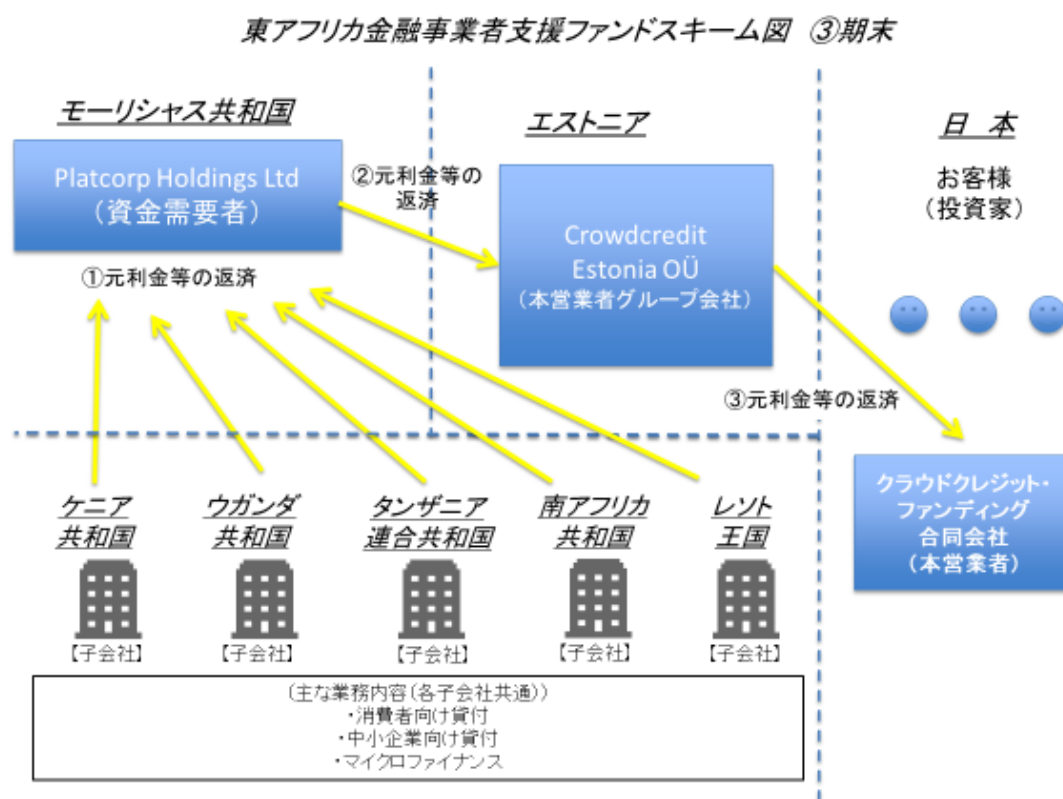 東アフリカ金融事業者支援ファンドスキーム図 ③期末
モーリシャス共和国
Platcorp Holdings Ltd
（資金需要者）
①元利金等の返済
②元利金等の
返済
エストニア
Crowdcredit
Estonia OÜ
（本営業者グループ会社）
③元利金等の返済
日 本
お客様
（投資家）
クラウドクレジット・
ファンディング
合同会社
（本営業者）
ケニア
共和国
【子会社】
ウガンダ
共和国
【子会社】
タンザニア
連合共和国
【子会社】
南アフリカ
共和国
【子会社】
レソト
王国
【子会社】
（主な業務内容（各子会社共通））
・消費者向け貸付
・中小企業向け貸付
・マイクロファイナンス